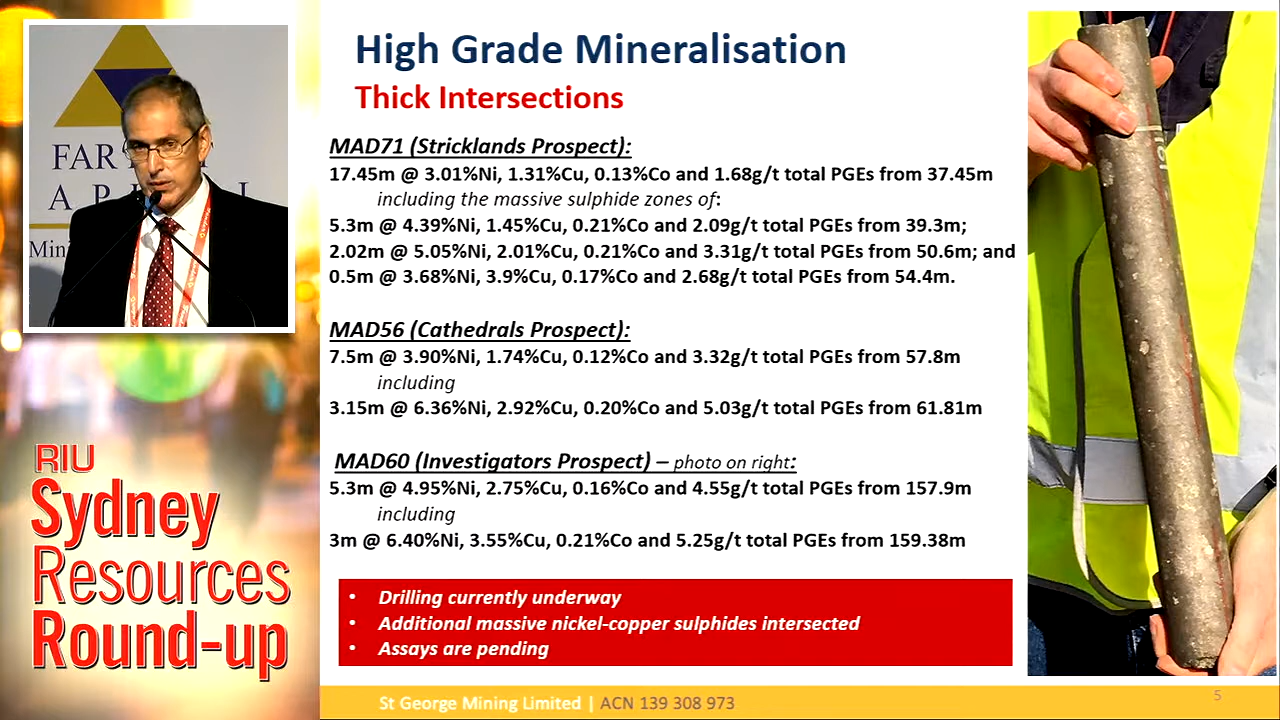 High Grade Mineralisation
Thick Intersections
MAD71 (Stricklands Prospect):
17.45m @ 3.01%Ni, 1.31%Cu, 0.13%Co and 1.68g/t total PGEs from 37.45m
including the massive sulphide zones of:
5.3m @ 4.39%Ni, 1.45%Cu, 0.21%Co and 2.09g/t total PGEs from 39.3m;
2.02m @ 5.05%Ni, 2.01%Cu, 0.21%Co and 3.31g/t total PGEs from 50.6m; and
0.5m @ 3.68%Ni, 3.9%Cu, 0.17%Co and 2.68g/t total PGEs from 54.4m.
MAD56 (Cathedrals Prospect):
7.5m @ 3.90%Ni, 1.74%Cu, 0.12%Co and 3.32g/t total PGEs from 57.8m
including
3.15m @ 6.36%Ni, 2.92%Cu, 0.20%Co and 5.03g/t total PGEs from 61.81m
MAD60 (Investigators Prospect) – photo on right:
5.3m @ 4.95%Ni, 2.75%Cu, 0.16%Co and 4.55g/t total PGEs from 157.9m
including
3m @ 6.40%Ni, 3.55%Cu, 0.21%Co and 5.25g/t total PGEs from 159.38m
• Drilling currently underway
• Additional massive nickel-copper sulphides intersected
• Assays are pending
St George Mining Limited | ACN 139 308 973
5
RIU
Sydney
Resources
Round-up